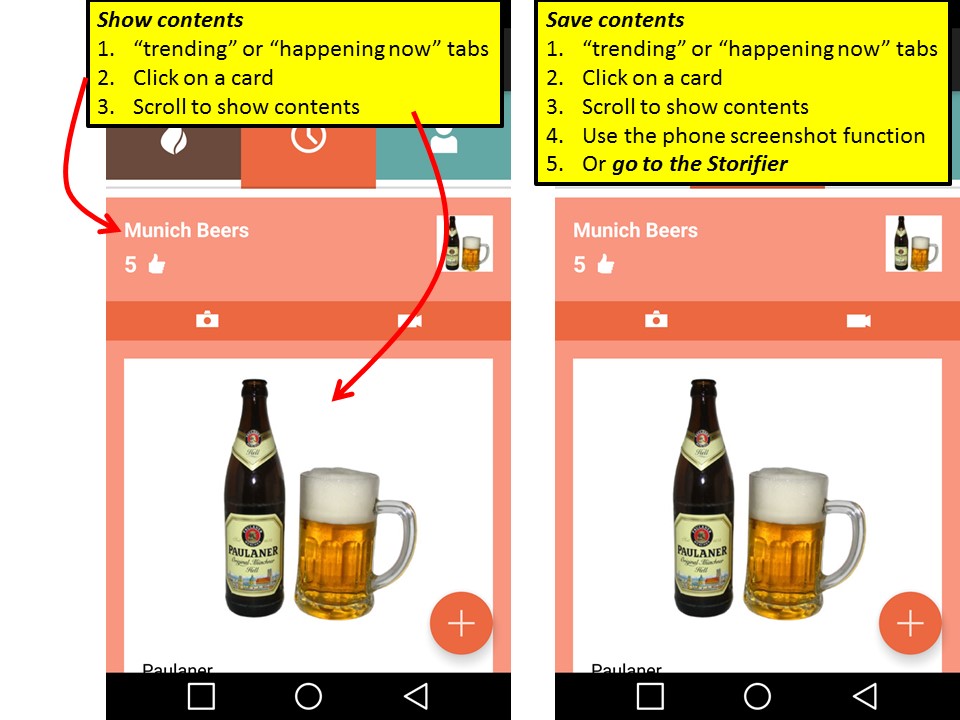 Show contents
1. “trending” or “happening now” tabs
2. Click on a card
3. Scroll to show contents
Munich Beers
5
Hell
PAULANER
Original Münchner
Hell
Paulaner
Save contents
1. “trending” or “happening now” tabs
2. Click on a card
3. Scroll to show contents
4. Use the phone screenshot function
5. Or go to the Storifier
Munich Beers
5
Hell
PAULANER
Original Münchner
Hell
Paulaner